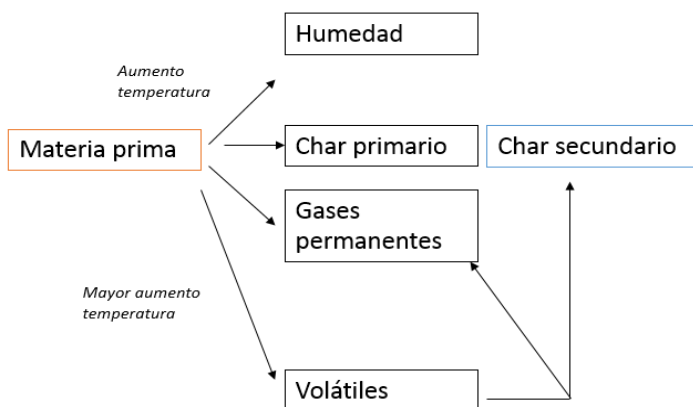 Humedad
Aumento
temperatura
Materia prima
Char primario
Char secundario
Gases
permanentes
Mayor aumento
temperatura
Volátiles